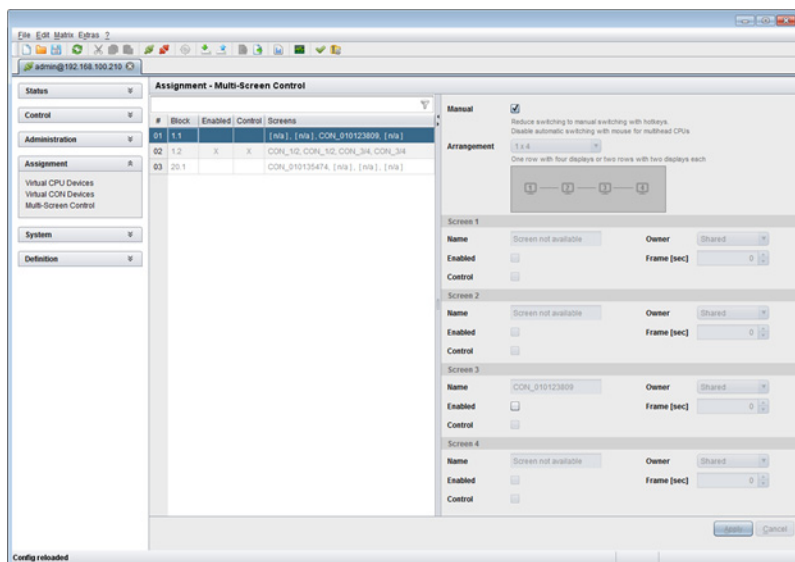 File Edit Matrix Extras ?
admin@192.168.100.210
Status
Control
Administration
Assignment
Virtual CPU Devices
Virtual CON Devices
Multi-Screen Control
System
Definition
Assignment - Multi-Screen Control
# Block Enabled Control Screens
01 1.1 [n/a], [n/a], CON_010123809, [n/a]
02 1.2 X X CON_1/2, CON_1/2, CON_3/4, CON_3/4
03 20.1 CON_010135474, [n/a], [n/a], [n/a]
Manual
Reduce switching to manual switching with hotkeys.
Disable automatic switching with mouse for multihead CPUs
Arrangement 1 x 4
One row with four displays or two rows with two displays each
1 2 3 4
Screen 1
Name Screen not available Owner Shared
Enabled Frame [sec] 0
Control
Screen 2
Name Screen not available Owner Shared
Enabled Frame [sec] 0
Control
Screen 3
Name CON_010123809 Owner Shared
Enabled Frame [sec] 0
Control
Screen 4
Name Screen not available Owner Shared
Enabled Frame [sec] 0
Control
Apply Cancel
Config reloaded